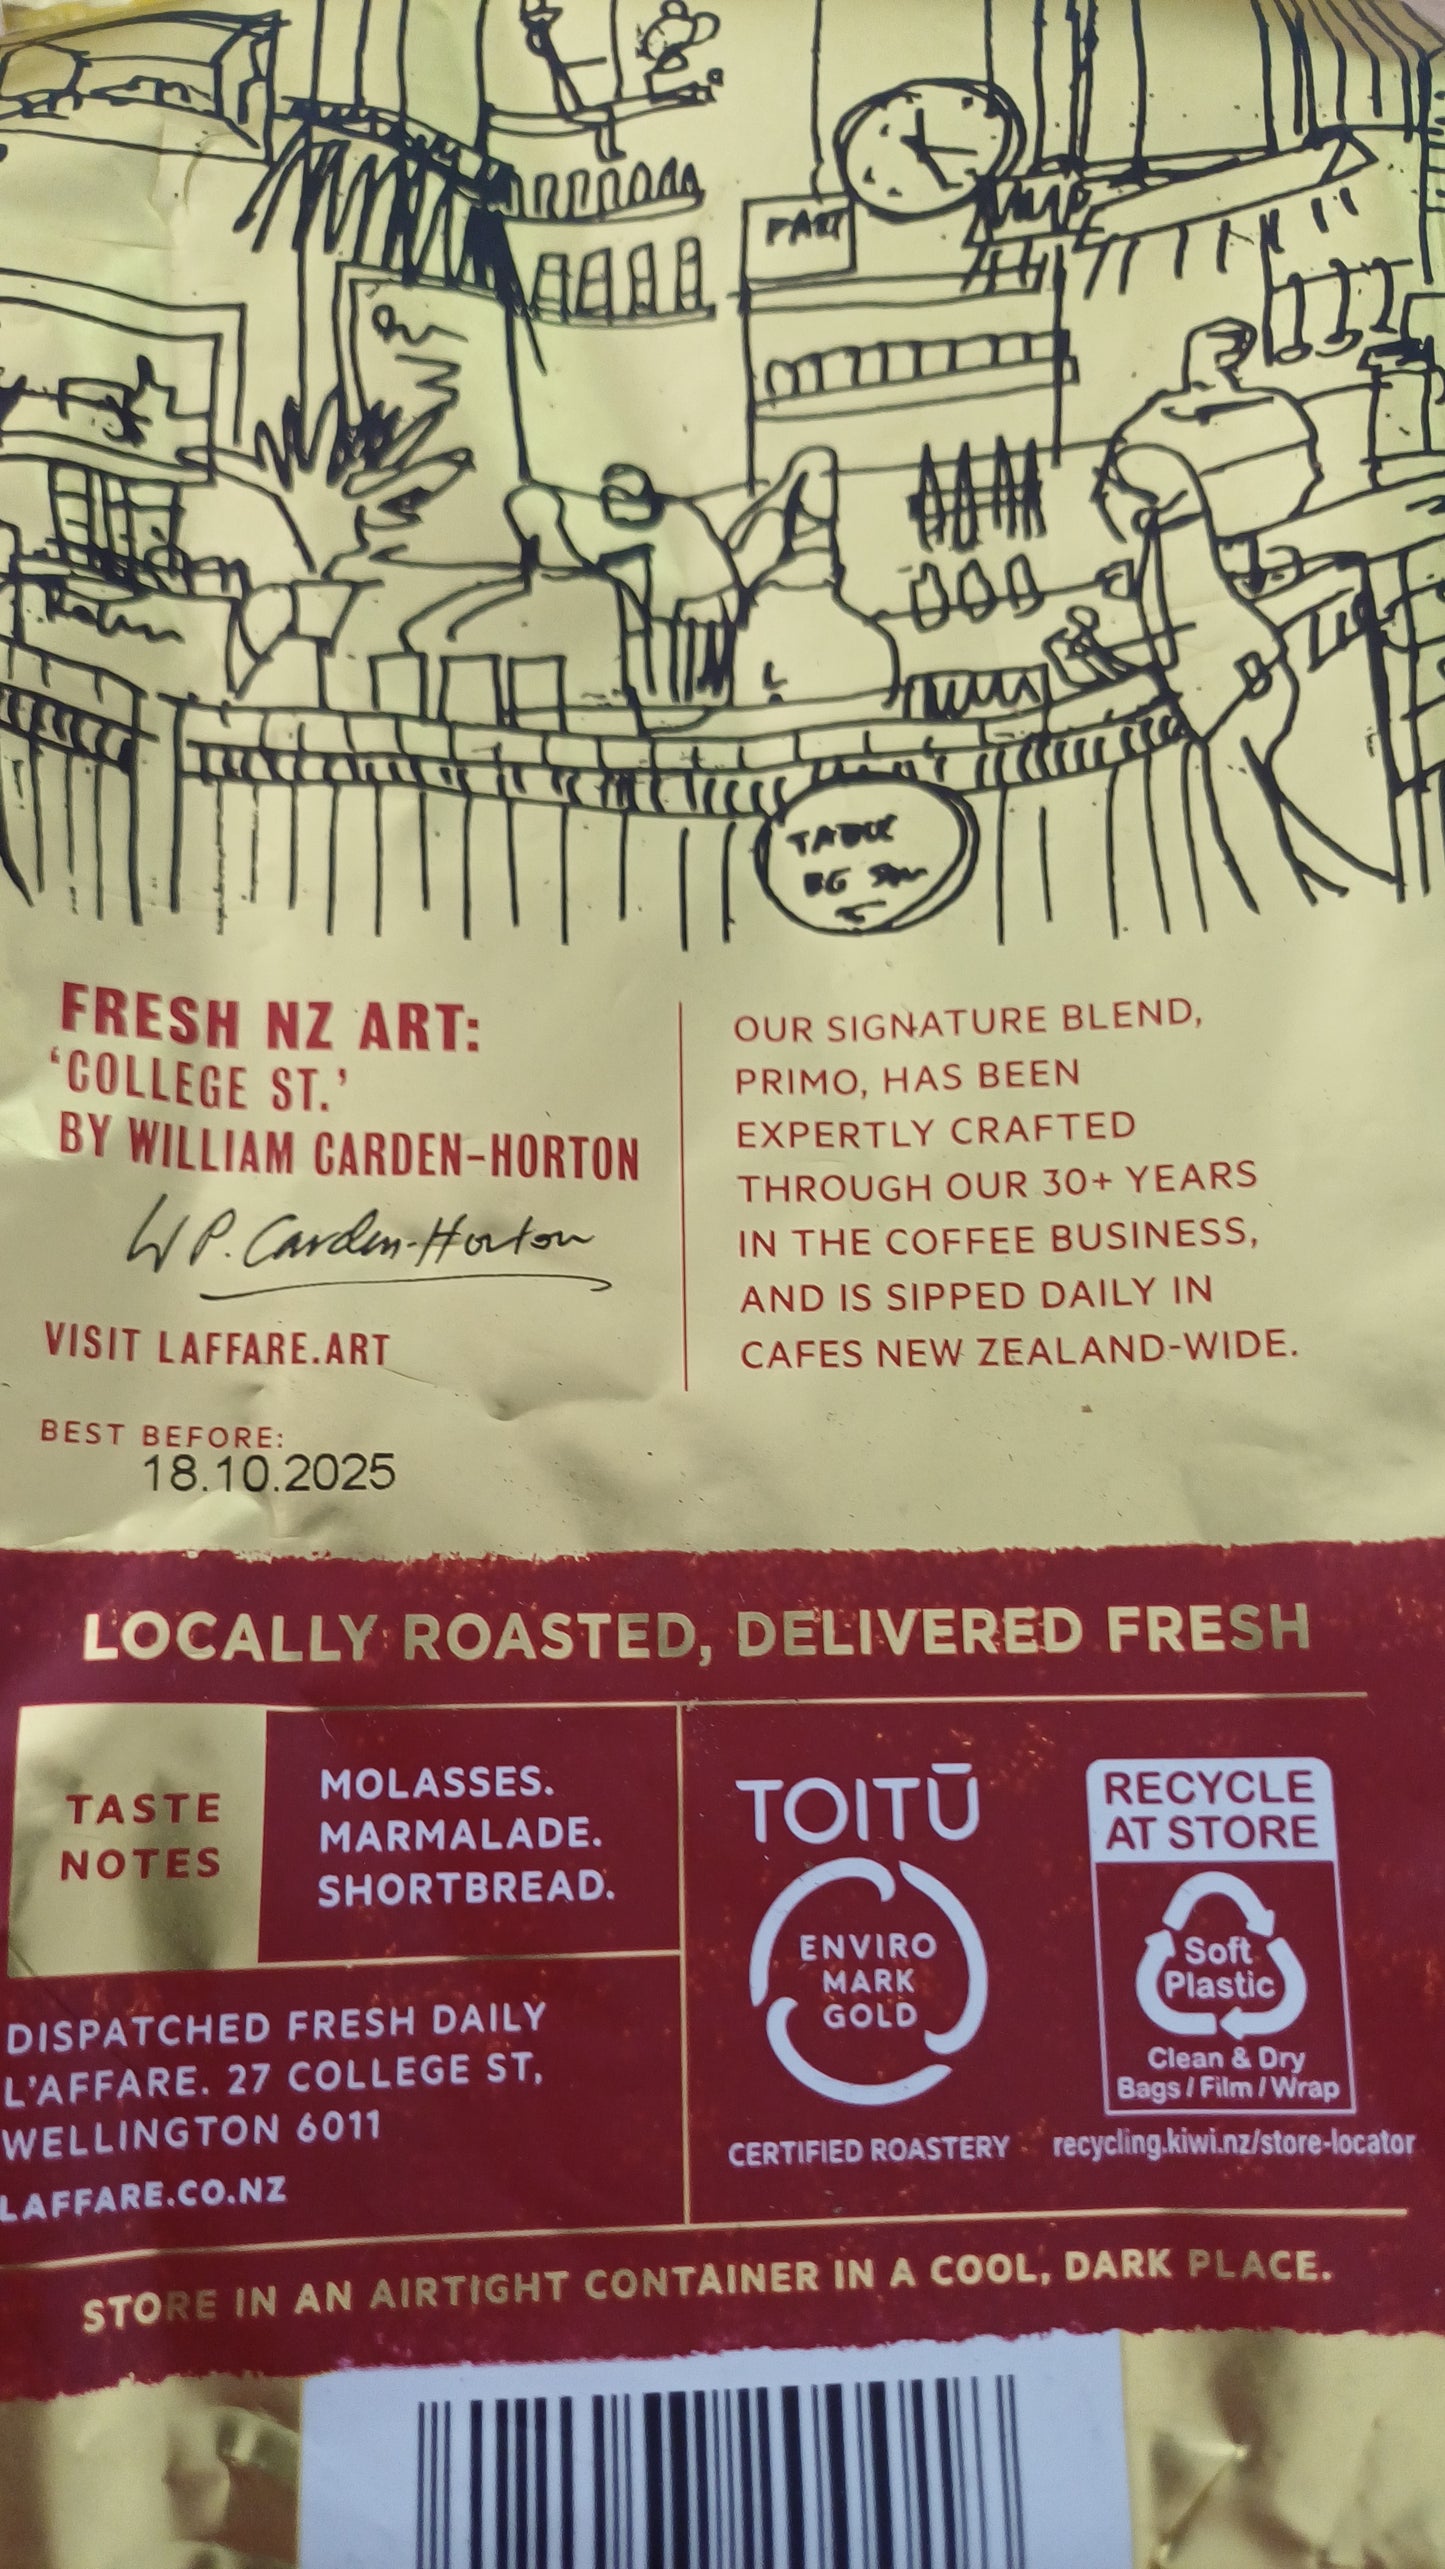 TABLE
FRESH NZ ART:
'COLLEGE ST.'
BY WILLIAM CARDEN-HORTON
W P. Carden-Horton
VISIT LAFFARE.ART
BEST BEFORE:
18.10.2025
OUR SIGNATURE BLEND,
PRIMO, HAS BEEN
EXPERTLY CRAFTED
THROUGH OUR 30+ YEARS
IN THE COFFEE BUSINESS,
AND IS SIPPED DAILY IN
CAFES NEW ZEALAND-WIDE.
LOCALLY ROASTED, DELIVERED FRESH
TASTE
NOTES
MOLASSES.
MARMALADE.
SHORTBREAD.
DISPATCHED FRESH DAILY
L'AFFARE. 27 COLLEGE ST,
WELLINGTON 6011
LAFFARE.CO.NZ
TOITŪ
ENVIRO
MARK
GOLD
CERTIFIED ROASTERY
RECYCLE
AT STORE
Soft
Plastic
Clean & Dry
Bags / Film / Wrap
recycling.kiwi.nz/store-locator
STORE IN AN AIRTIGHT CONTAINER IN A COOL, DARK PLACE.